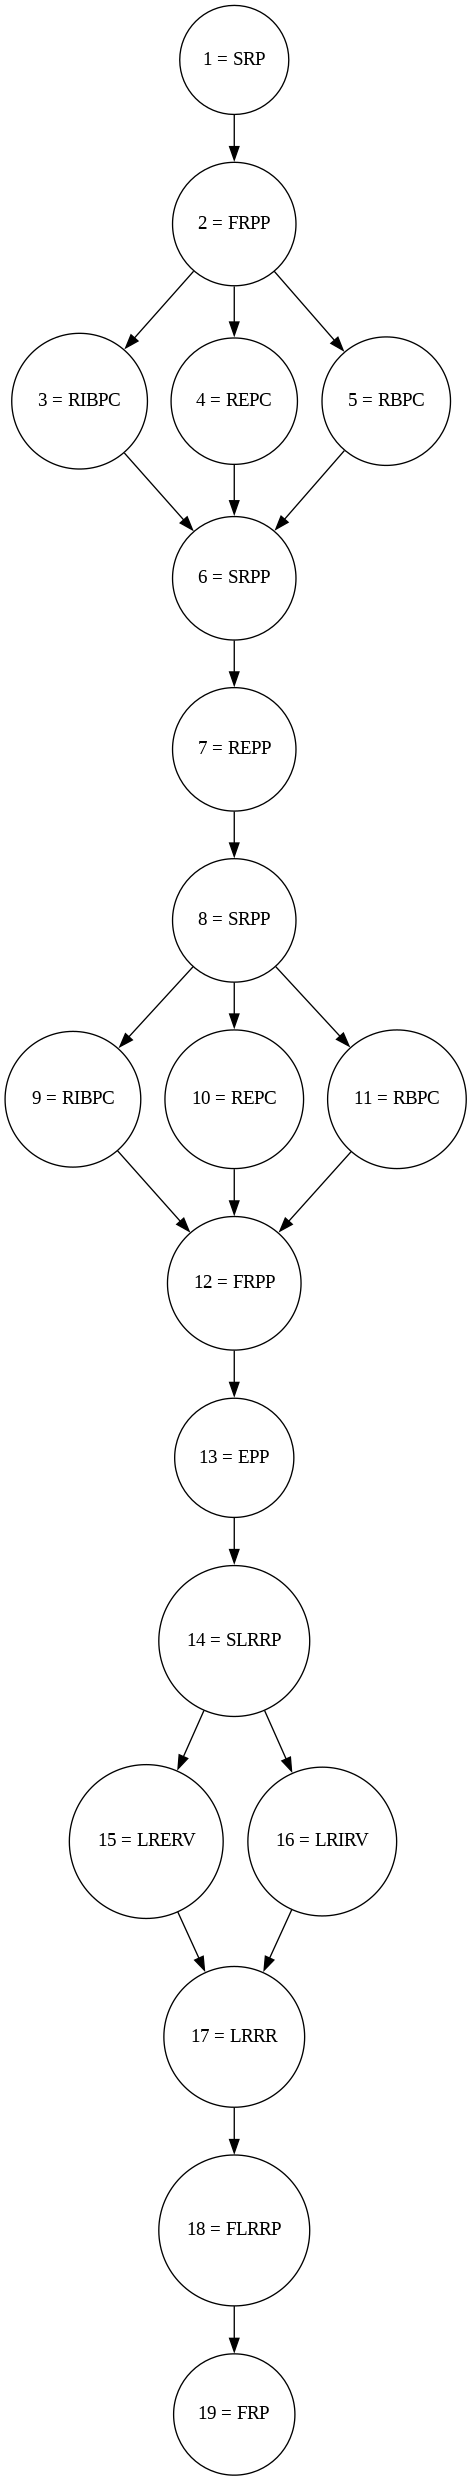 1 = SRP
2 = FRPP
3 = RIBPC
4 = REPC
5 = RBPC
6 = SRPP
7 = REPP
8 = SRPP
9 = RIBPC
10 = REPC
11 = RBPC
12 = FRPP
13 = EPP
14 = SLRRP
15 = LRERV
16 = LRIRV
17 = LRRR
18 = FLRRP
19 = FRP